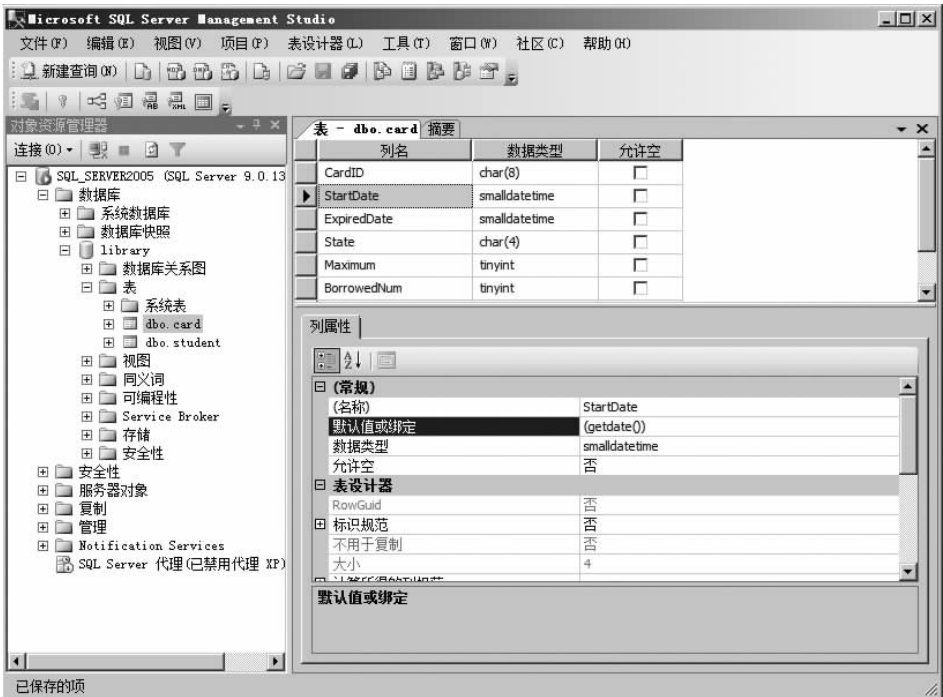 Microsoft SQL Server Management Studio
文件(F) 编辑(E) 视图(V) 项目(P) 表设计器(L) 工具(T) 窗口(W) 社区(C) 帮助(H)
新建查询(N)
对象资源管理器
连接(O)
SQL_SERVER2005 (SQL Server 9.0.13
数据库
系统数据库
数据库快照
library
数据库关系图
表
系统表
dbo.card
dbo.student
视图
同义词
可编程性
Service Broker
存储
安全性
安全性
服务器对象
复制
管理
Notification Services
SQL Server 代理(已禁用代理 XP)
表 - dbo.card 摘要
列名 数据类型 允许空
CardID char(8)
StartDate smalldatetime
ExpiredDate smalldatetime
State char(4)
Maximum tinyint
BorrowedNum tinyint
列属性
(常规)
(名称) StartDate
默认值或绑定 (getdate())
数据类型 smalldatetime
允许空 否
表设计器
RowGuid 否
标识规范 否
不用于复制 否
大小 4
默认值或绑定
已保存的项